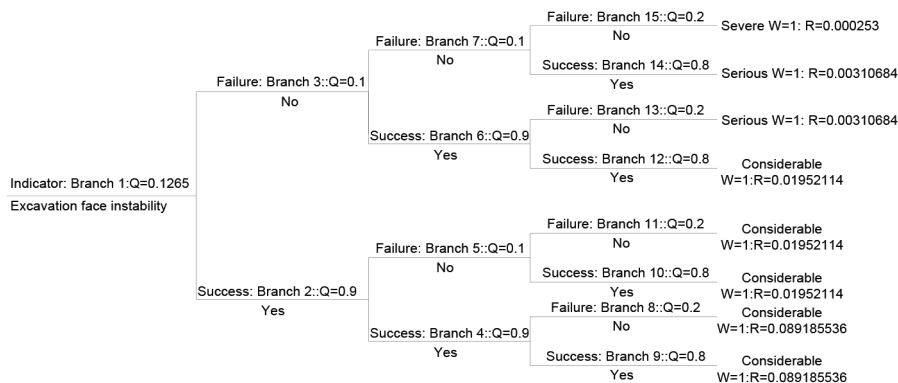 Failure: Branch 15::Q=0.2
No
Severe W=1: R=0.000253
Failure: Branch 7::Q=0.1
No
Success: Branch 14::Q=0.8
Yes
Serious W=1: R=0.00310684
Failure: Branch 3::Q=0.1
No
Failure: Branch 13::Q=0.2
No
Serious W=1: R=0.00310684
Success: Branch 6::Q=0.9
Yes
Success: Branch 12::Q=0.8
Yes
Considerable
W=1:R=0.01952114
Indicator: Branch 1:Q=0.1265
Excavation face instability
Failure: Branch 11::Q=0.2
No
Considerable
W=1:R=0.01952114
Failure: Branch 5::Q=0.1
No
Success: Branch 10::Q=0.8
Yes
Considerable
W=1:R=0.01952114
Success: Branch 2::Q=0.9
Yes
Failure: Branch 8::Q=0.2
No
Considerable
W=1:R=0.089185536
Success: Branch 4::Q=0.9
Yes
Success: Branch 9::Q=0.8
Yes
Considerable
W=1:R=0.089185536